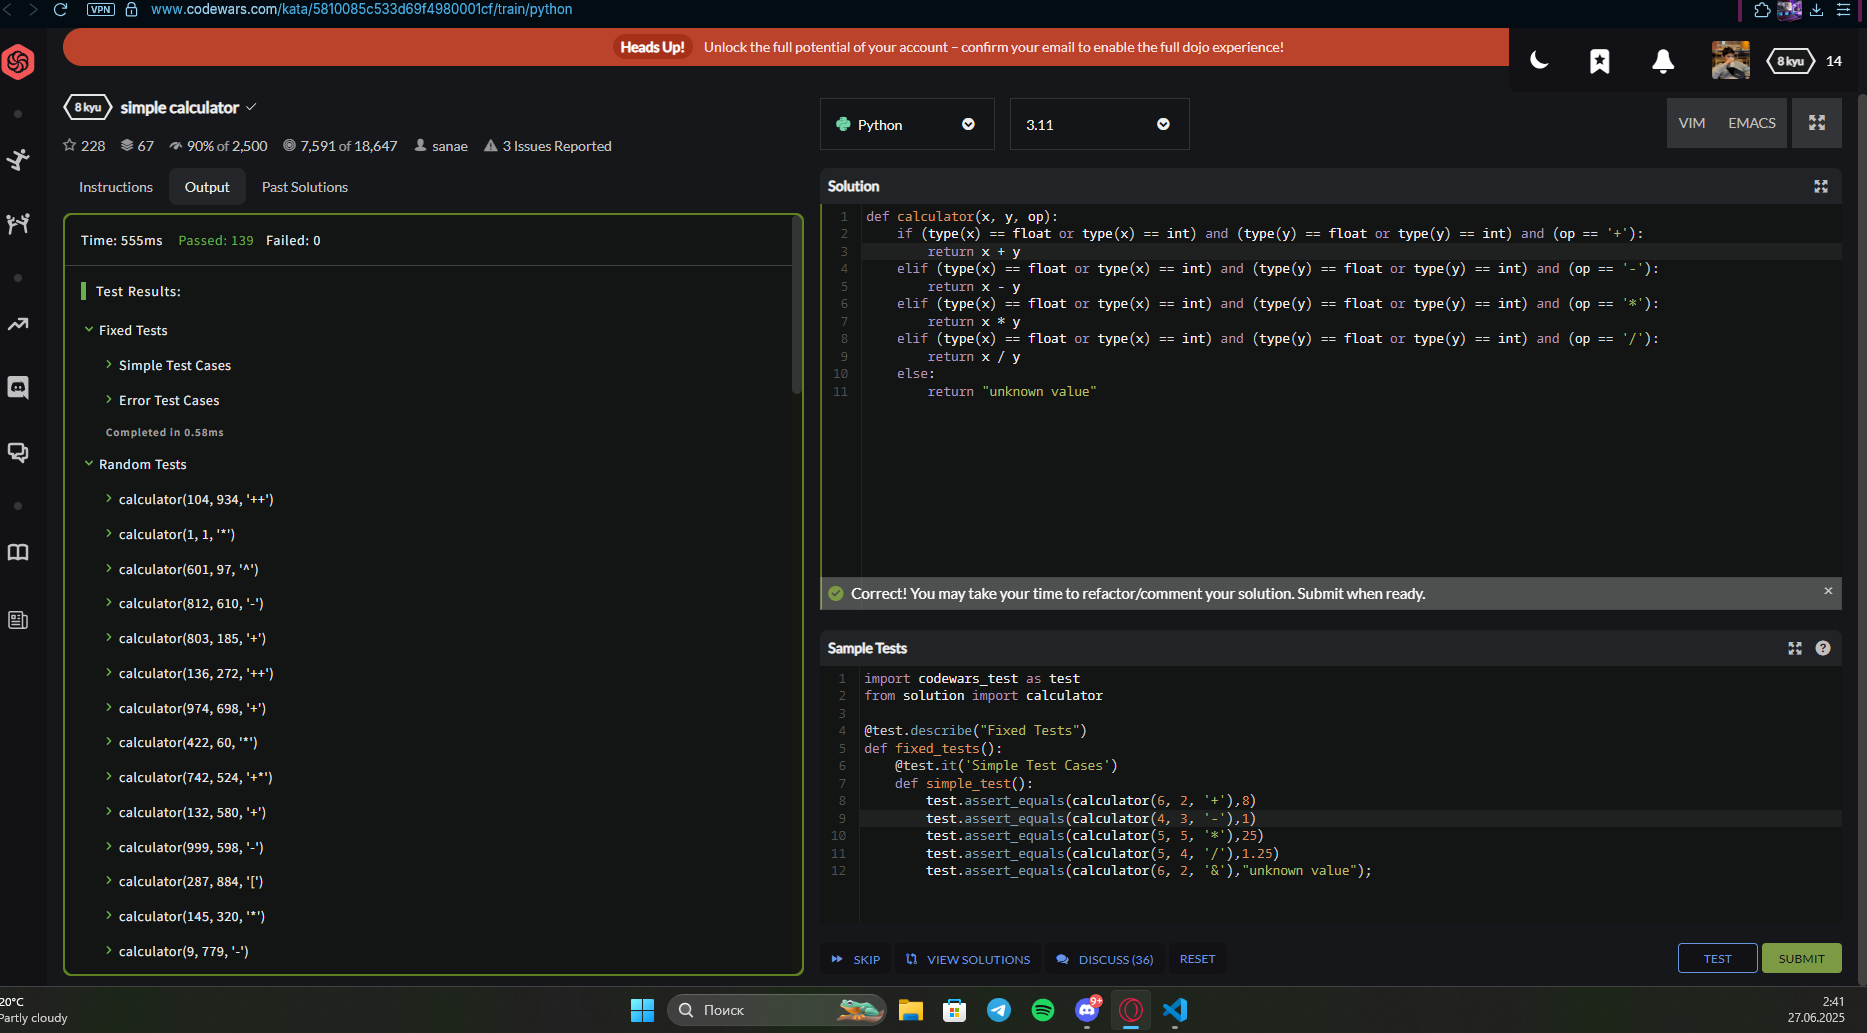 VPN www.codewars.com/kata/5810085c533d69f4980001cf/train/python
Heads Up! Unlock the full potential of your account – confirm your email to enable the full dojo experience!
8 kyu 14
8 kyu simple calculator
228 67 90% of 2,500 7,591 of 18,647 sanae 3 Issues Reported
Python
3.11
VIM EMACS
Instructions Output Past Solutions
Time: 555ms Passed: 139 Failed: 0
Test Results:
Fixed Tests
Simple Test Cases
Error Test Cases
Completed in 0.58ms
Random Tests
calculator(104, 934, '++')
calculator(1, 1, '*')
calculator(601, 97, '^')
calculator(812, 610, '-')
calculator(803, 185, '+')
calculator(136, 272, '++')
calculator(974, 698, '+')
calculator(422, 60, '*')
calculator(742, 524, '+*')
calculator(132, 580, '+')
calculator(999, 598, '-')
calculator(287, 884, '[')
calculator(145, 320, '*')
calculator(9, 779, '-')
Solution
1 def calculator(x, y, op):
2 if (type(x) == float or type(x) == int) and (type(y) == float or type(y) == int) and (op == '+'):
3 return x + y
4 elif (type(x) == float or type(x) == int) and (type(y) == float or type(y) == int) and (op == '-'):
5 return x - y
6 elif (type(x) == float or type(x) == int) and (type(y) == float or type(y) == int) and (op == '*'):
7 return x * y
8 elif (type(x) == float or type(x) == int) and (type(y) == float or type(y) == int) and (op == '/'):
9 return x / y
10 else:
11 return "unknown value"
Correct! You may take your time to refactor/comment your solution. Submit when ready. ×
Sample Tests ?
1 import codewars_test as test
2 from solution import calculator
3
4 @test.describe("Fixed Tests")
5 def fixed_tests():
6 @test.it('Simple Test Cases')
7 def simple_test():
8 test.assert_equals(calculator(6, 2, '+'),8)
9 test.assert_equals(calculator(4, 3, '-'),1)
10 test.assert_equals(calculator(5, 5, '*'),25)
11 test.assert_equals(calculator(5, 4, '/'),1.25)
12 test.assert_equals(calculator(6, 2, '&'),"unknown value");
SKIP VIEW SOLUTIONS DISCUSS (36) RESET TEST SUBMIT
20°C
Partly cloudy
Поиск
9+
2:41
27.06.2025